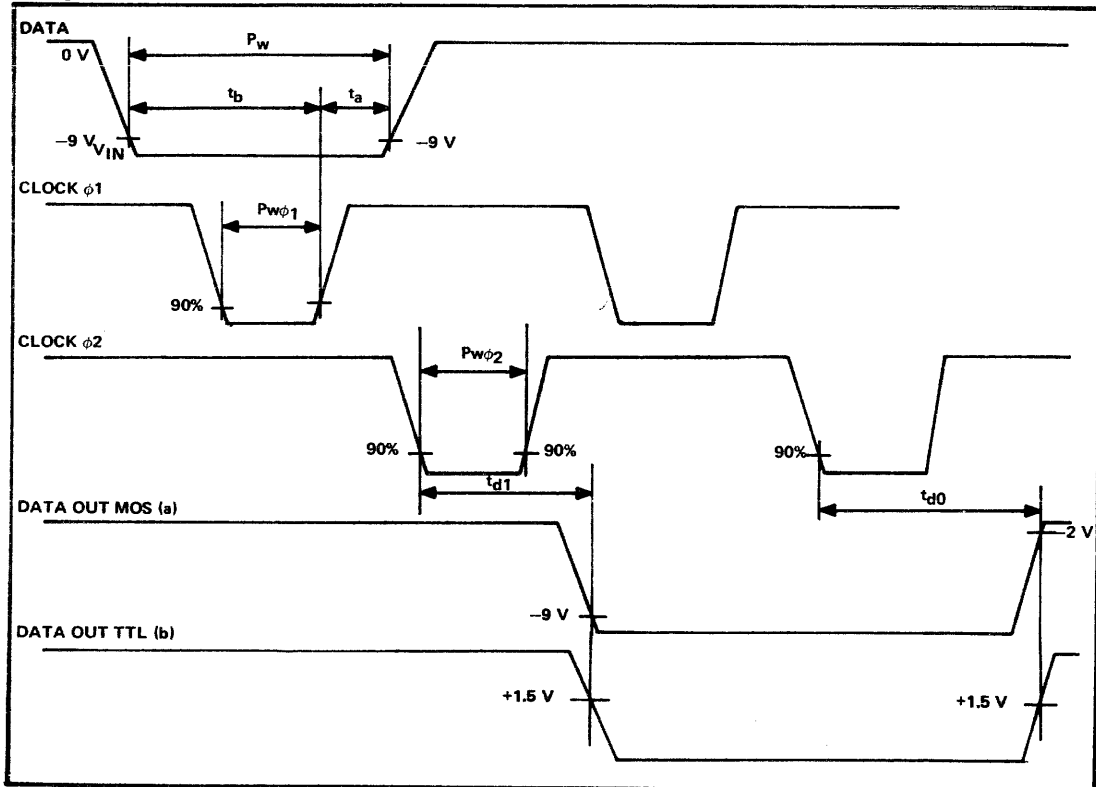 DATA
0 V
Pw
tb
ta
−9 V
VIN
−9 V
CLOCK ϕ1
Pwϕ1
90%
CLOCK ϕ2
Pwϕ2
90%
90%
90%
td1
td0
DATA OUT MOS (a)
−2 V
−9 V
DATA OUT TTL (b)
+1.5 V
+1.5 V